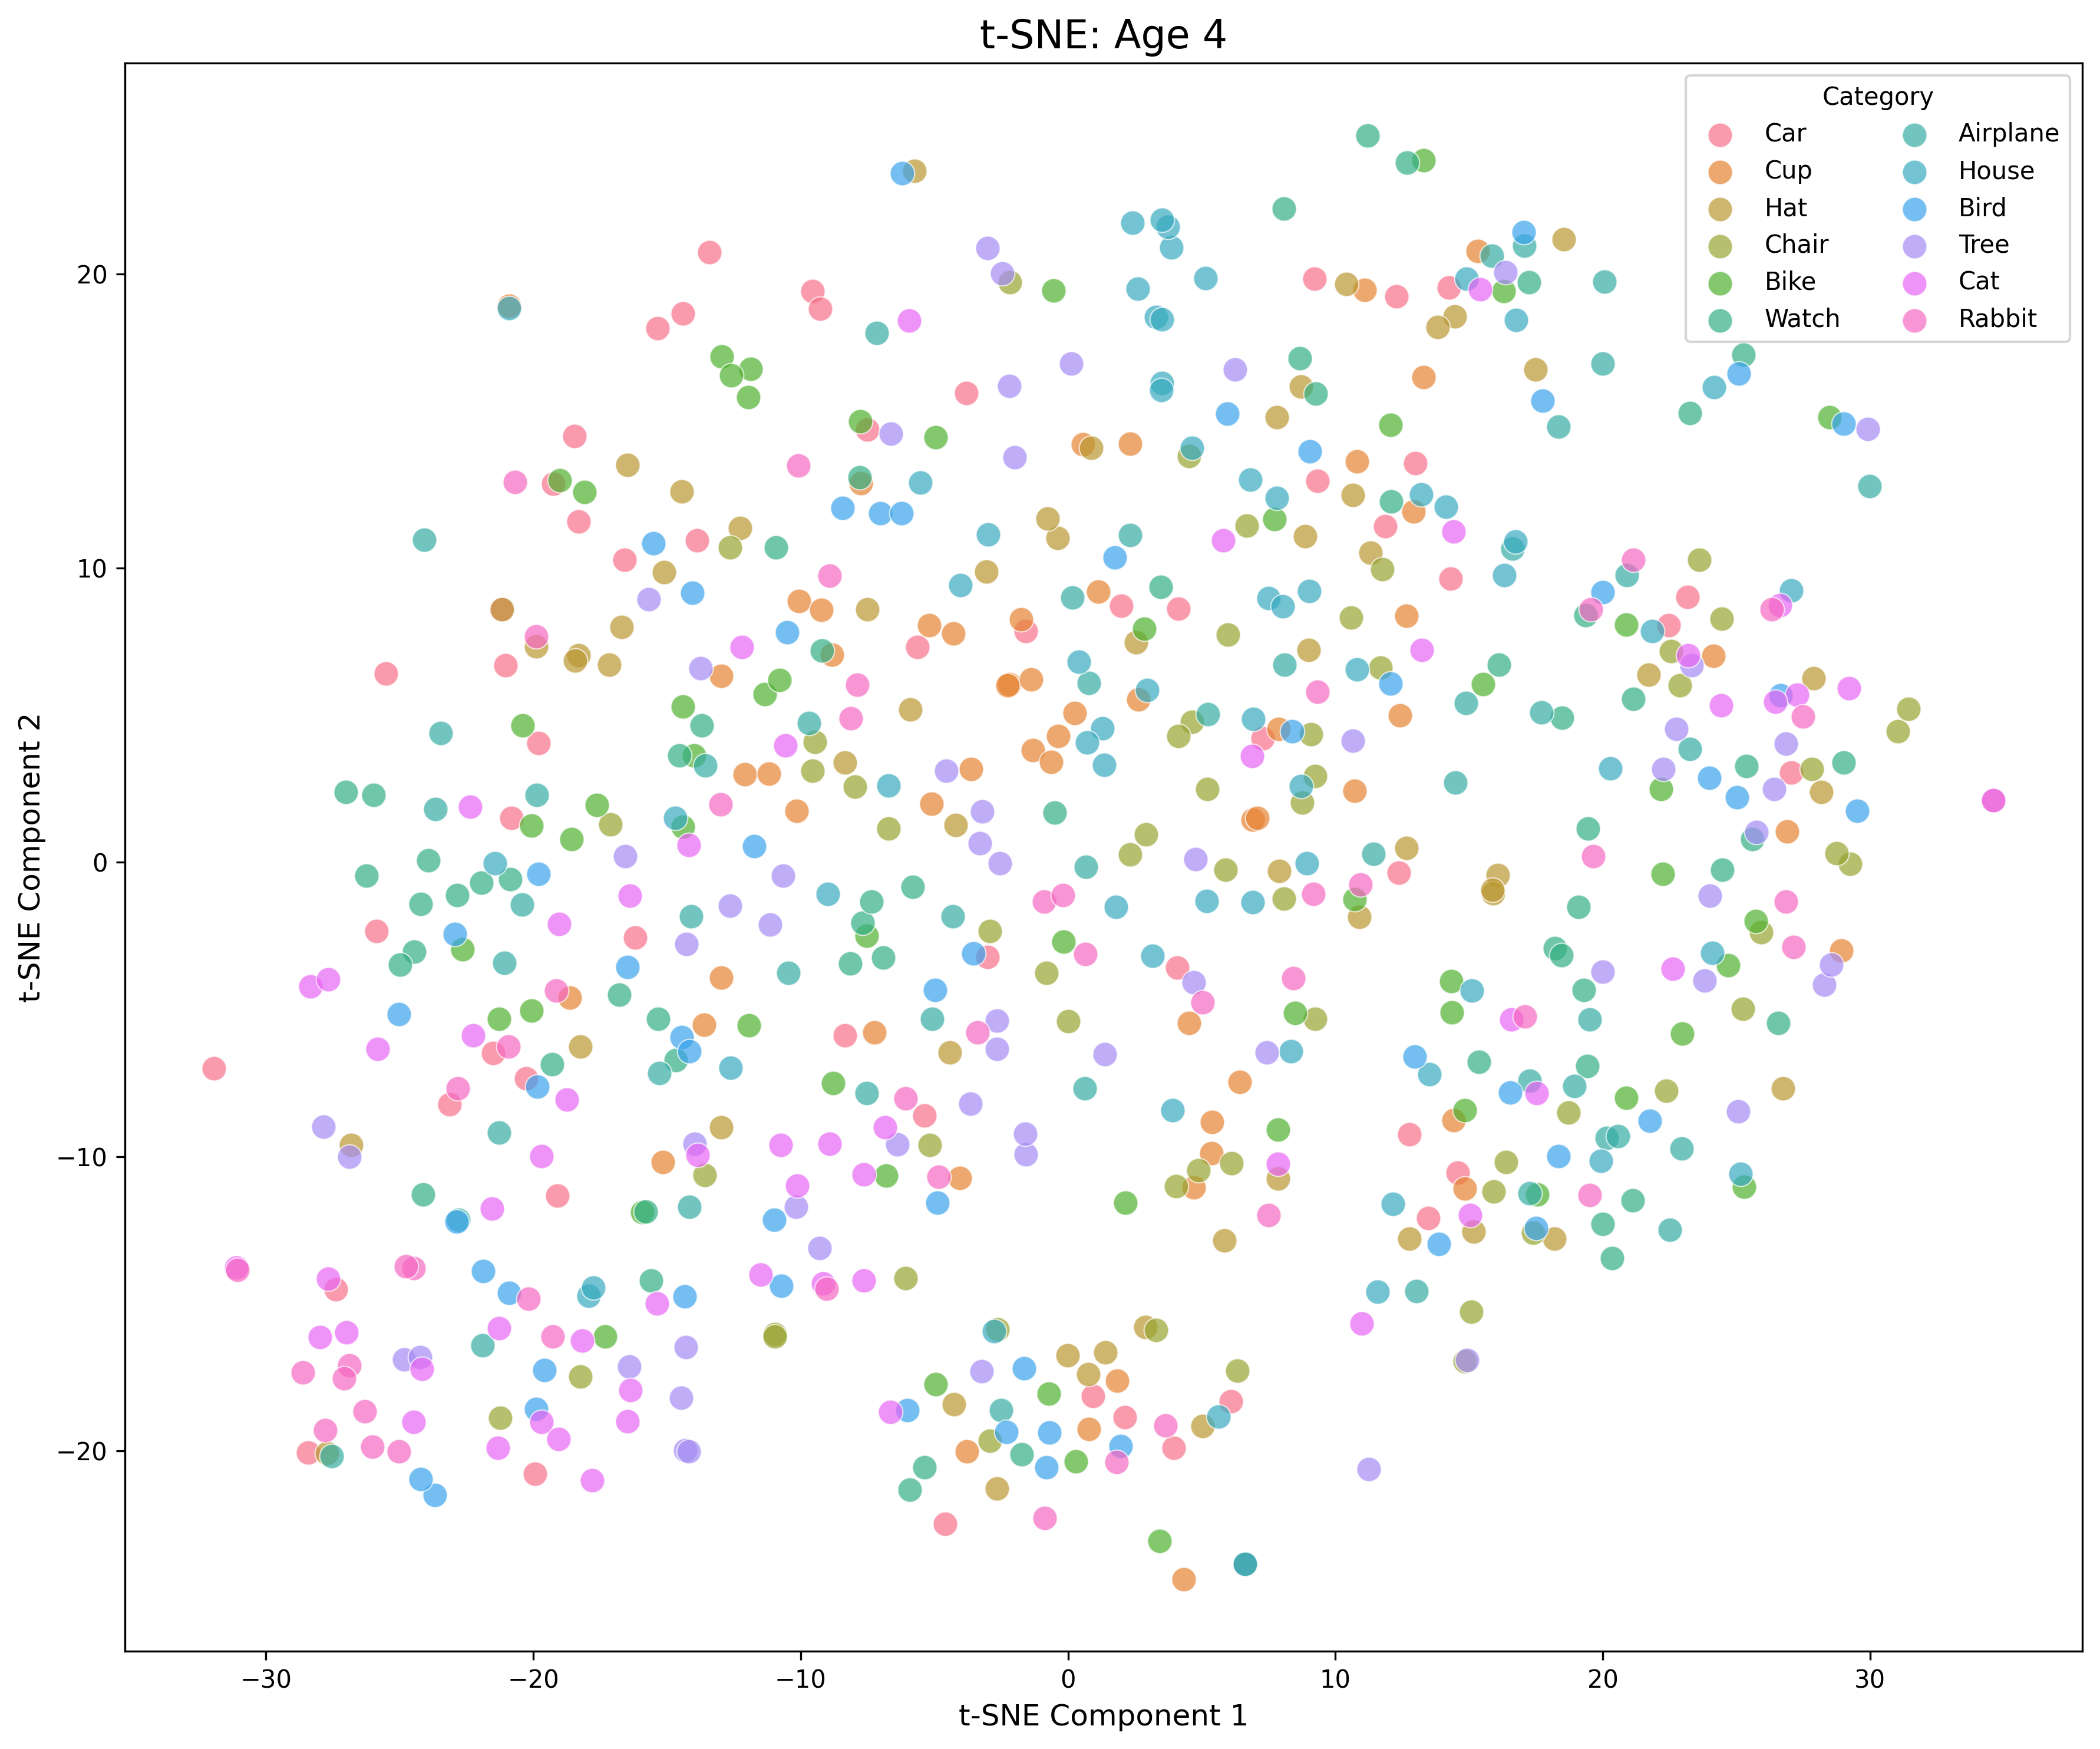 t-SNE: Age 4
Category
Car
Cup
Hat
Chair
Bike
Watch
Airplane
House
Bird
Tree
Cat
Rabbit
20
10
0
−10
−20
t-SNE Component 2
−30
−20
−10
0
10
20
30
t-SNE Component 1